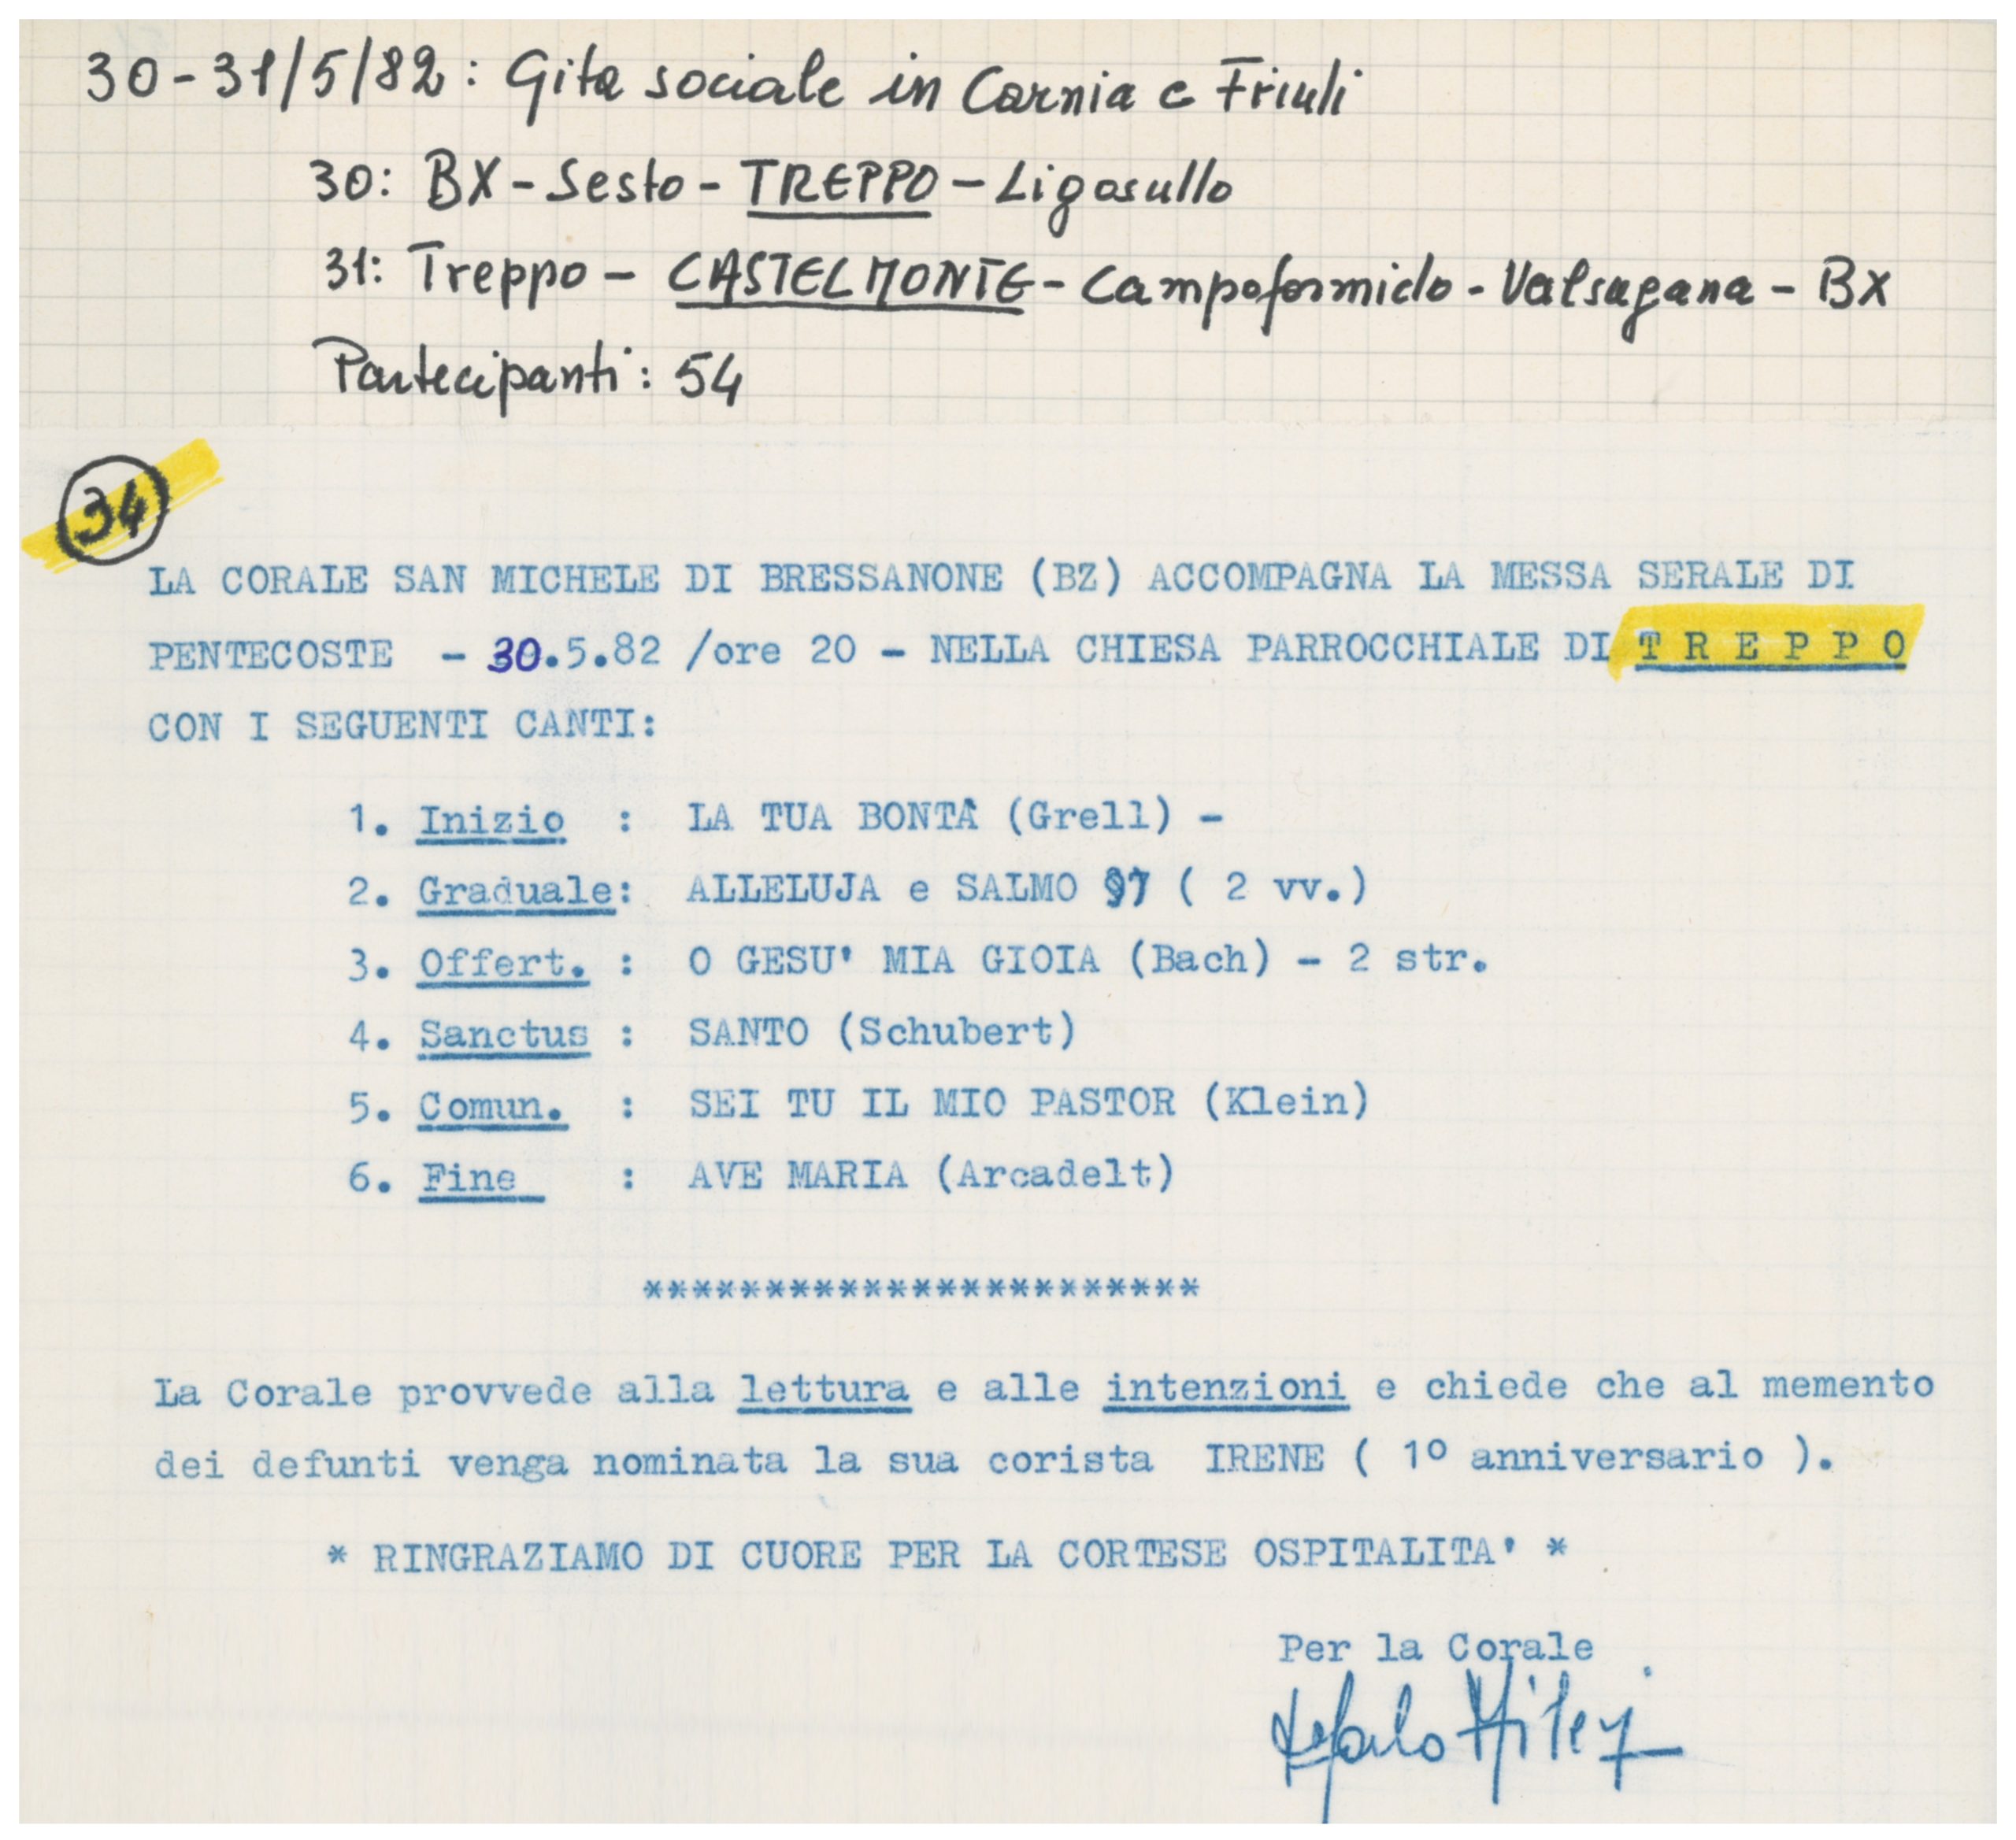 30-31/5/82: Gita sociale in Carnia e Friuli
30: BX - Sesto - TREPPO - Ligosullo
31: Treppo - CASTELMONTE - Campoformido - Valsugana - BX
Partecipanti: 54
34
LA CORALE SAN MICHELE DI BRESSANONE (BZ) ACCOMPAGNA LA MESSA SERALE DI
PENTECOSTE - 30.5.82 /ore 20 - NELLA CHIESA PARROCCHIALE DI T R E P P O
CON I SEGUENTI CANTI:
1. Inizio : LA TUA BONTÀ (Grell) -
2. Graduale: ALLELUJA e SALMO 97 ( 2 vv.)
3. Offert. : O GESU' MIA GIOIA (Bach) - 2 str.
4. Sanctus : SANTO (Schubert)
5. Comun. : SEI TU IL MIO PASTOR (Klein)
6. Fine : AVE MARIA (Arcadelt)
***********************
La Corale provvede alla lettura e alle intenzioni e chiede che al memento
dei defunti venga nominata la sua corista IRENE ( 1º anniversario ).
* RINGRAZIAMO DI CUORE PER LA CORTESE OSPITALITA' *
Per la Corale